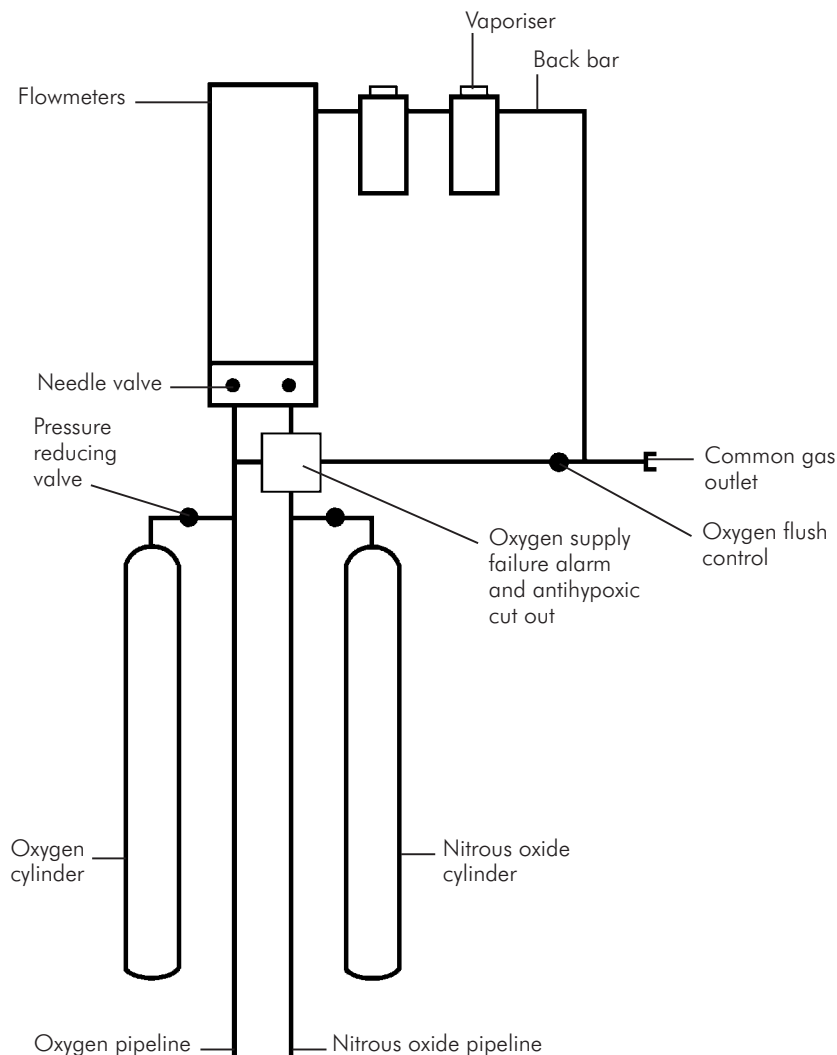 Vaporiser
Back bar
Flowmeters
Needle valve
Pressure
reducing
valve
Common gas
outlet
Oxygen supply
failure alarm
and antihypoxic
cut out
Oxygen flush
control
Oxygen
cylinder
Nitrous oxide
cylinder
Oxygen pipeline
Nitrous oxide pipeline